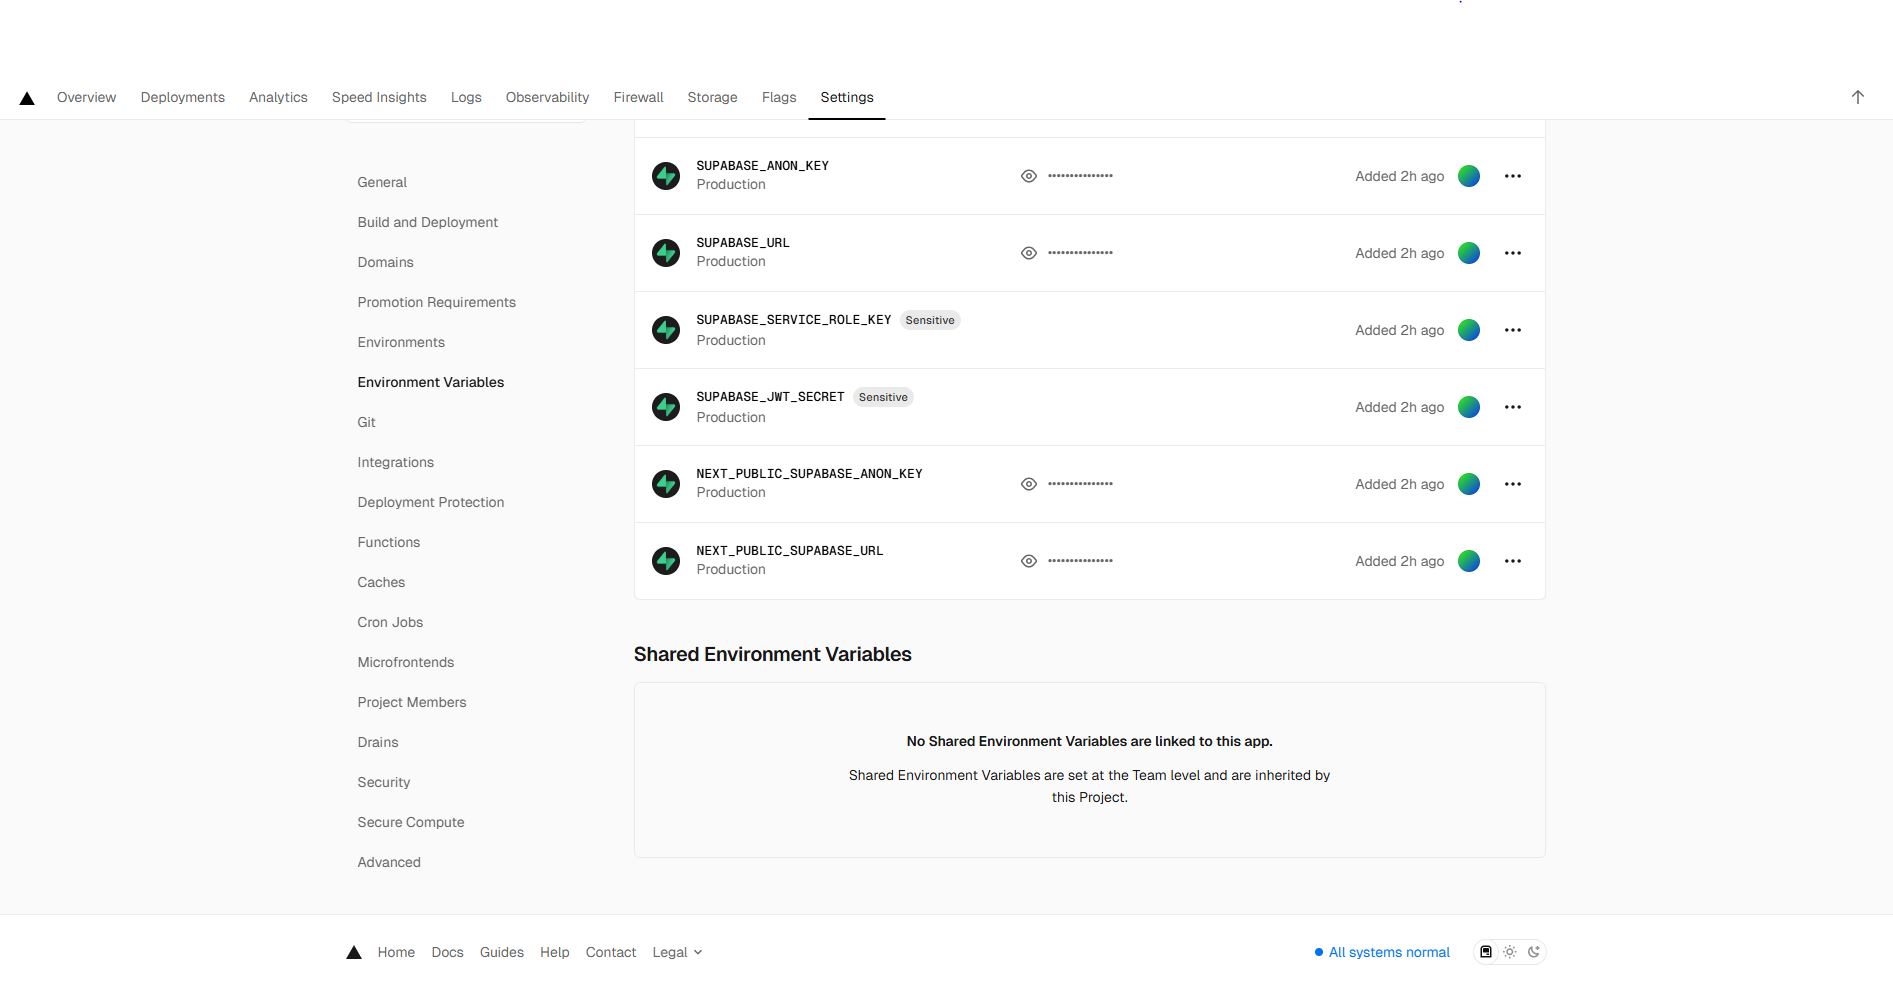 Overview Deployments Analytics Speed Insights Logs Observability Firewall Storage Flags Settings
General
Build and Deployment
Domains
Promotion Requirements
Environments
Environment Variables
Git
Integrations
Deployment Protection
Functions
Caches
Cron Jobs
Microfrontends
Project Members
Drains
Security
Secure Compute
Advanced
SUPABASE_ANON_KEY
Production
Added 2h ago
SUPABASE_URL
Production
Added 2h ago
SUPABASE_SERVICE_ROLE_KEY Sensitive
Production
Added 2h ago
SUPABASE_JWT_SECRET Sensitive
Production
Added 2h ago
NEXT_PUBLIC_SUPABASE_ANON_KEY
Production
Added 2h ago
NEXT_PUBLIC_SUPABASE_URL
Production
Added 2h ago
Shared Environment Variables
No Shared Environment Variables are linked to this app.
Shared Environment Variables are set at the Team level and are inherited by
this Project.
Home Docs Guides Help Contact Legal
All systems normal